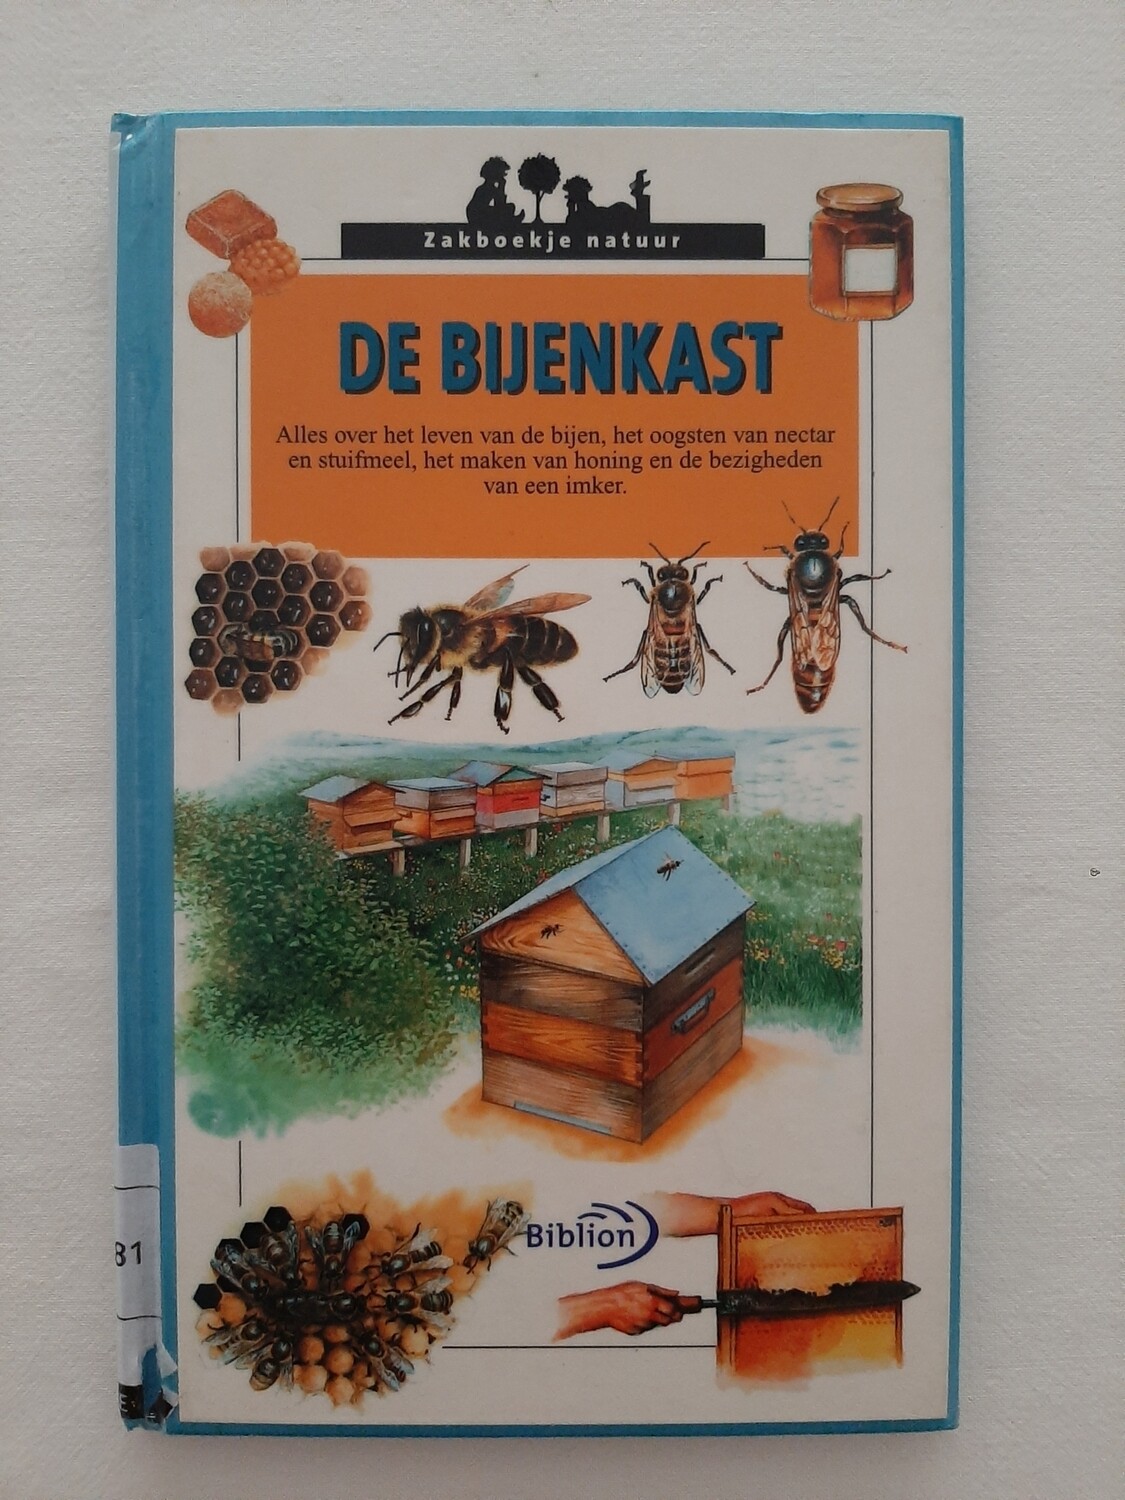 Zakboekje natuur
DE BIJENKAST
Alles over het leven van de bijen, het oogsten van nectar
en stuifmeel, het maken van honing en de bezigheden
van een imker.
Biblion
81
E